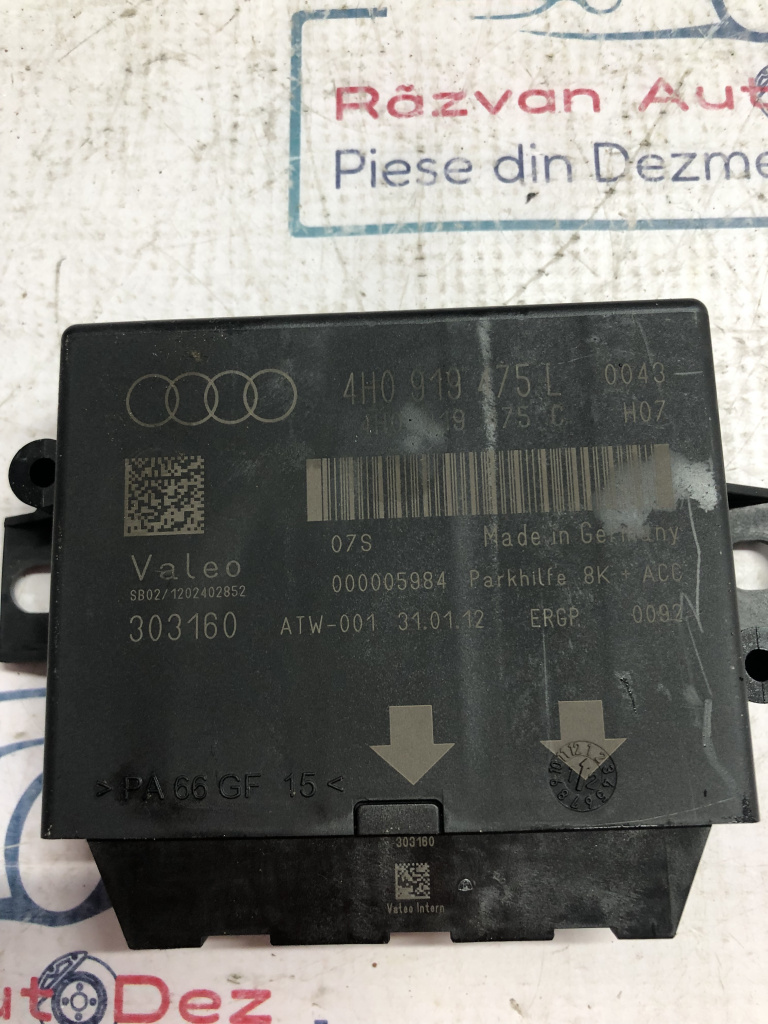 Răzvan Aut
Piese din Dezme
4H0 919 475 L 0043
H07
07S Made in Germany
Valeo
000005984 Parkhilfe 8K + ACC
SB02/1202402852
303160 ATW-001 31.01.12 ERGP. 0092
>PA 66 GF 15<
303160
Valeo Intern
Dez